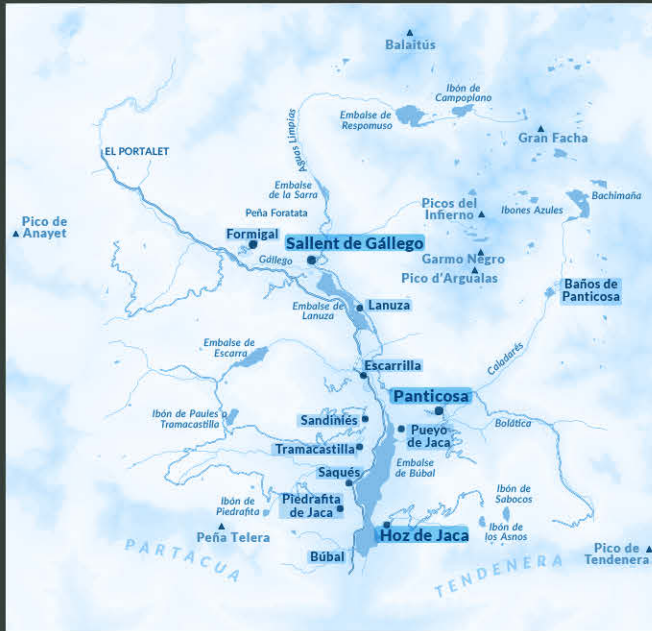 Balaitús
Ibón de
Campoplano
Embalse de
Respomuso
Aguas Limpias
Gran Facha
EL PORTALET
Embalse
de la Sarra
Bachimaña
Picos del
Infierno
Ibones Azules
Peña Foratata
Pico de
Anayet
Formigal
Sallent de Gállego
Gállego
Garmo Negro
Pico d'Argualas
Baños de
Panticosa
Embalse de
Lanuza
Lanuza
Embalse de
Escarra
Caladarés
Escarrilla
Panticosa
Ibón de Paules o
Tramacastilla
Sandiniés
Bolática
Pueyo
de Jaca
Tramacastilla
Embalse
de Búbal
Saqués
Ibón de
Sabocos
Ibón de
Piedrafita
Piedrafita
de Jaca
Ibón de
los Asnos
Peña Telera
Hoz de Jaca
PARTACUA
Búbal
Pico de
Tendenera
TENDENERA